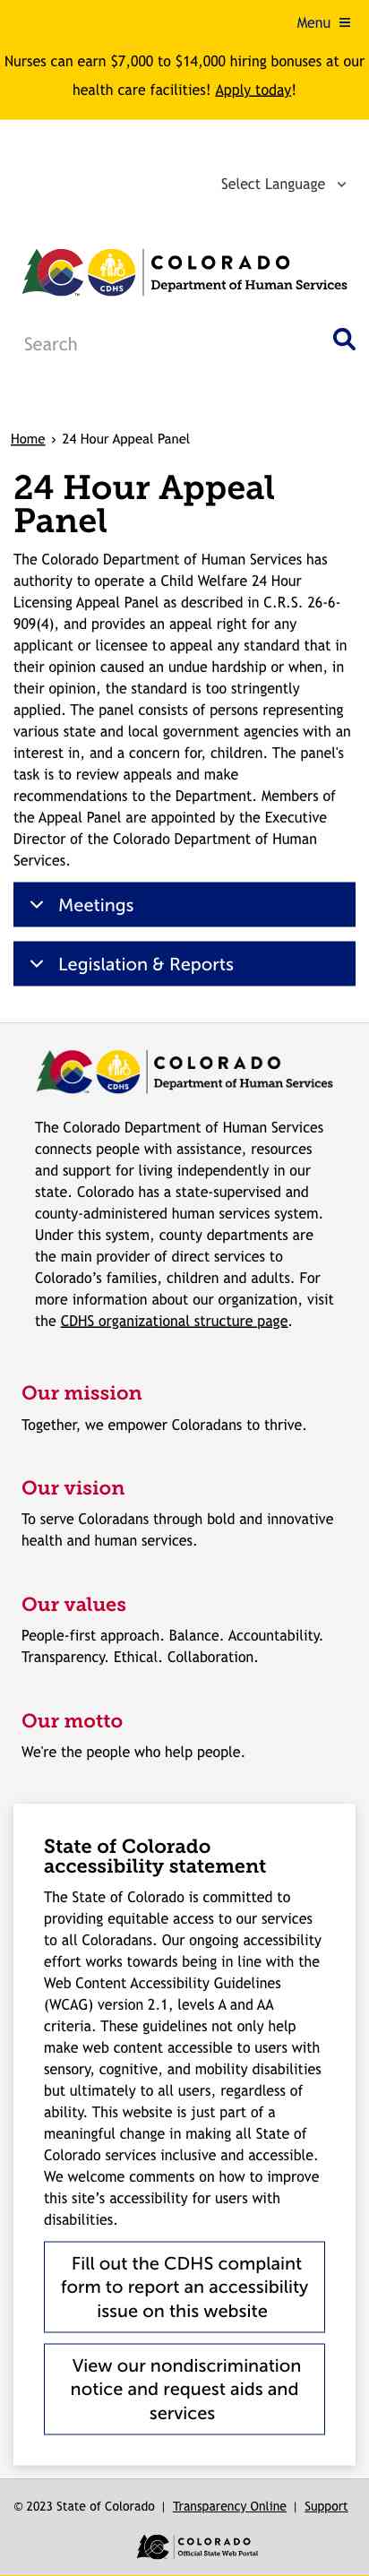 Menu
Nurses can earn $7,000 to $14,000 hiring bonuses at our
health care facilities! Apply today!
Select Language
CDHS
COLORADO
Department of Human Services
Search
Home › 24 Hour Appeal Panel
24 Hour Appeal
Panel
The Colorado Department of Human Services has
authority to operate a Child Welfare 24 Hour
Licensing Appeal Panel as described in C.R.S. 26-6-
909(4), and provides an appeal right for any
applicant or licensee to appeal any standard that in
their opinion caused an undue hardship or when, in
their opinion, the standard is too stringently
applied. The panel consists of persons representing
various state and local government agencies with an
interest in, and a concern for, children. The panel's
task is to review appeals and make
recommendations to the Department. Members of
the Appeal Panel are appointed by the Executive
Director of the Colorado Department of Human
Services.
Meetings
Legislation & Reports
CDHS
COLORADO
Department of Human Services
The Colorado Department of Human Services
connects people with assistance, resources
and support for living independently in our
state. Colorado has a state-supervised and
county-administered human services system.
Under this system, county departments are
the main provider of direct services to
Colorado’s families, children and adults. For
more information about our organization, visit
the CDHS organizational structure page.
Our mission
Together, we empower Coloradans to thrive.
Our vision
To serve Coloradans through bold and innovative
health and human services.
Our values
People-first approach. Balance. Accountability.
Transparency. Ethical. Collaboration.
Our motto
We're the people who help people.
State of Colorado
accessibility statement
The State of Colorado is committed to
providing equitable access to our services
to all Coloradans. Our ongoing accessibility
effort works towards being in line with the
Web Content Accessibility Guidelines
(WCAG) version 2.1, levels A and AA
criteria. These guidelines not only help
make web content accessible to users with
sensory, cognitive, and mobility disabilities
but ultimately to all users, regardless of
ability. This website is just part of a
meaningful change in making all State of
Colorado services inclusive and accessible.
We welcome comments on how to improve
this site’s accessibility for users with
disabilities.
Fill out the CDHS complaint
form to report an accessibility
issue on this website
View our nondiscrimination
notice and request aids and
services
© 2023 State of Colorado | Transparency Online | Support
COLORADO
Official State Web Portal